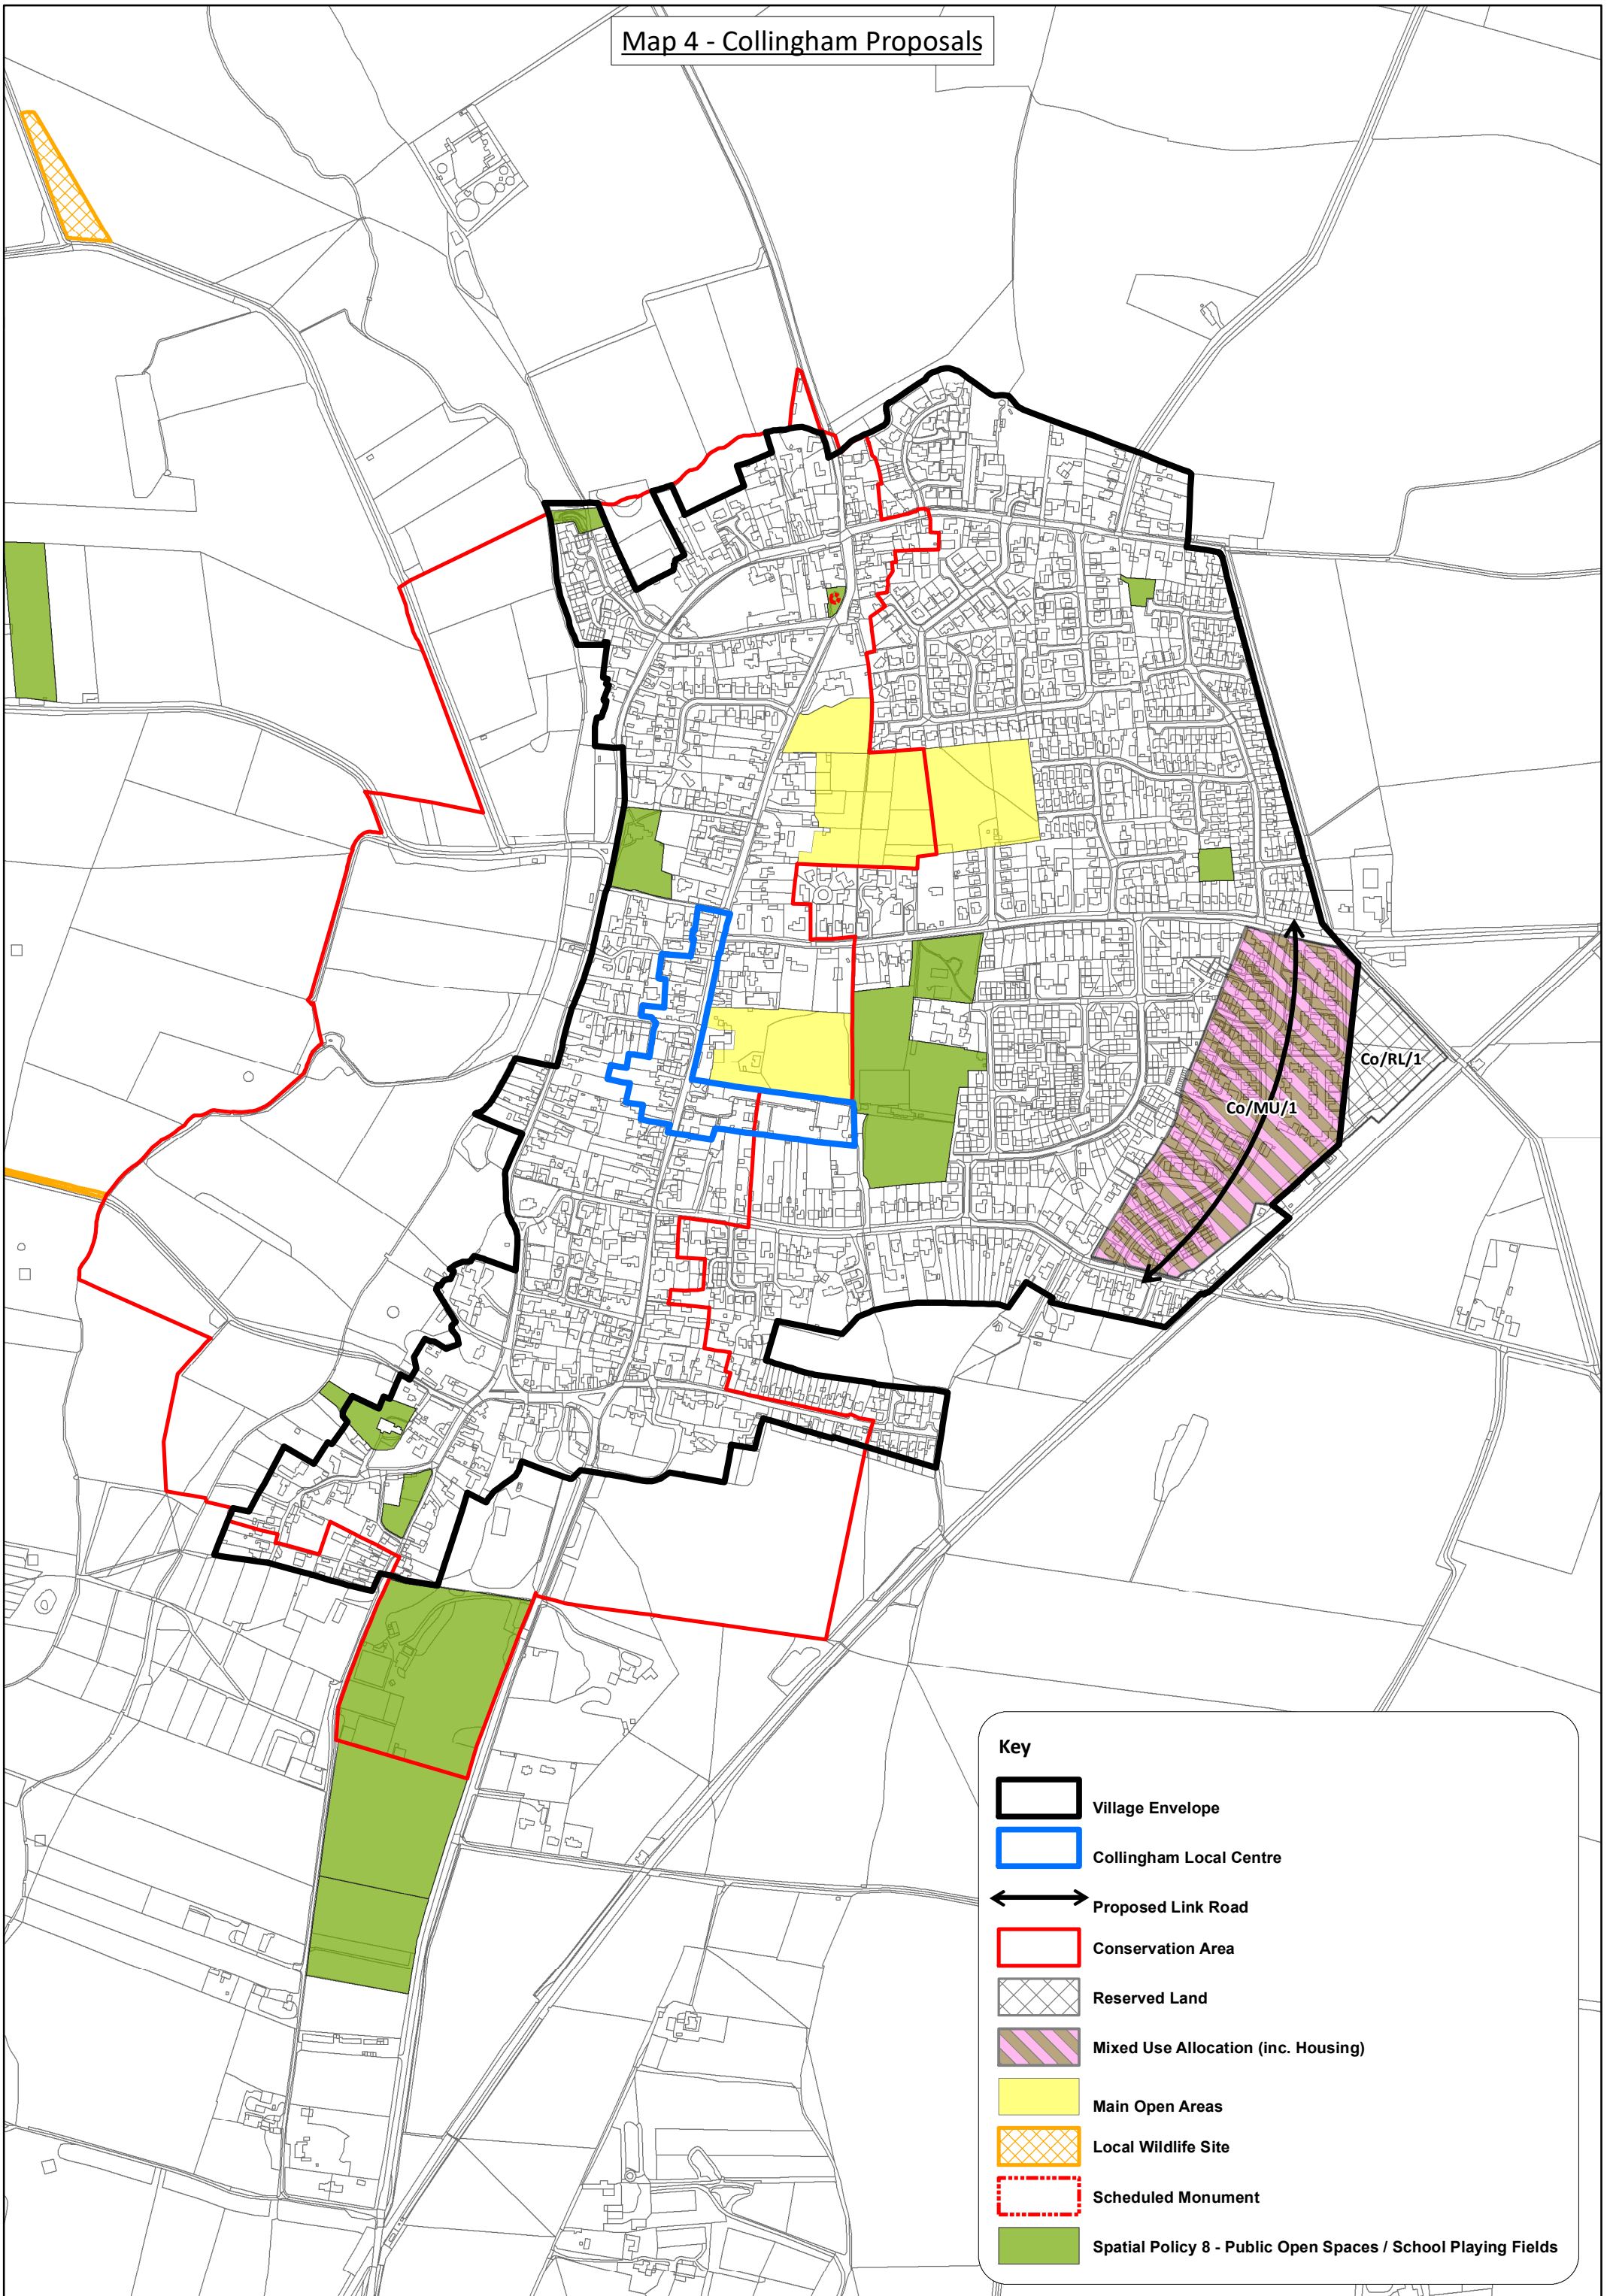 Map 4 - Collingham Proposals
Co/RL/1
Co/MU/1
Key
Village Envelope
Collingham Local Centre
Proposed Link Road
Conservation Area
Reserved Land
Mixed Use Allocation (inc. Housing)
Main Open Areas
Local Wildlife Site
Scheduled Monument
Spatial Policy 8 - Public Open Spaces / School Playing Fields